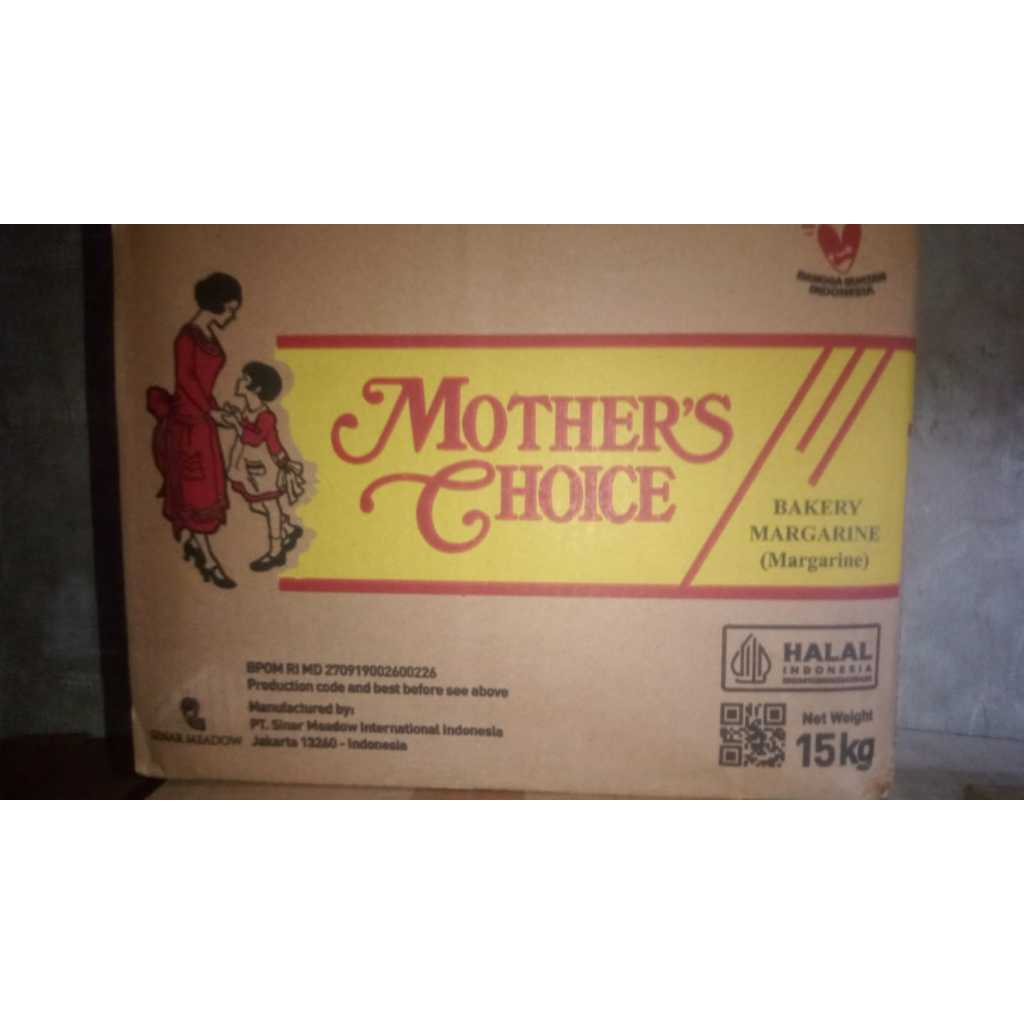 BANGGA BUATAN
INDONESIA
MOTHER'S
CHOICE
BAKERY
MARGARINE
(Margarine)
BPOM RI MD 270919002600226
Production code and best before see above
Manufactured by:
PT. Sinar Meadow International Indonesia
Jakarta 13260 - Indonesia
SINAR MEADOW
HALAL
INDONESIA
Net Weight
15kg